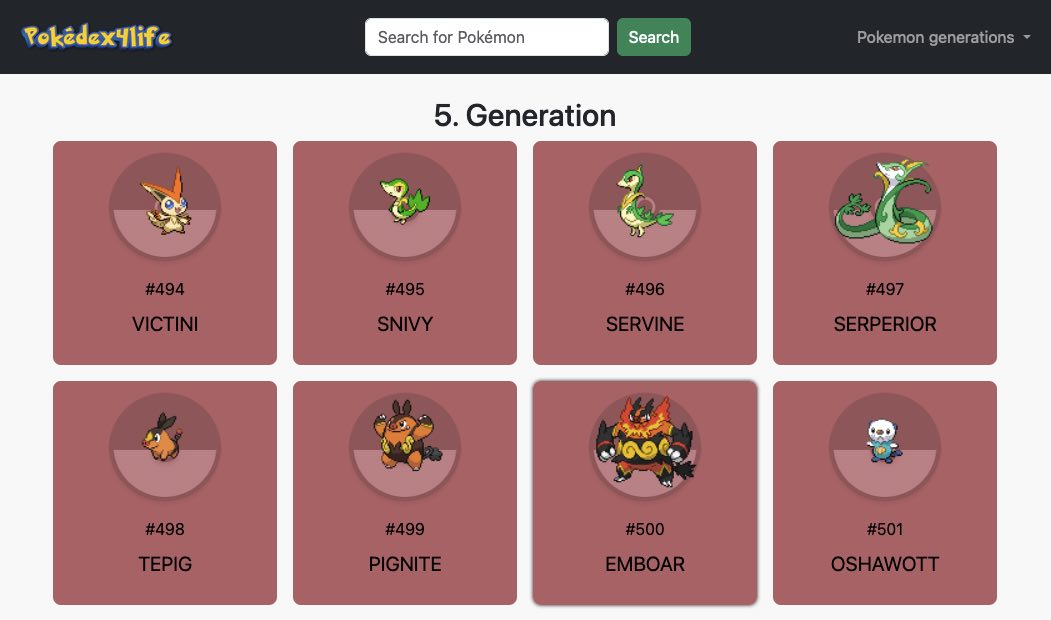 Pokédex4life
Search for Pokémon
Search
Pokemon generations
5. Generation
#494
VICTINI
#495
SNIVY
#496
SERVINE
#497
SERPERIOR
#498
TEPIG
#499
PIGNITE
#500
EMBOAR
#501
OSHAWOTT